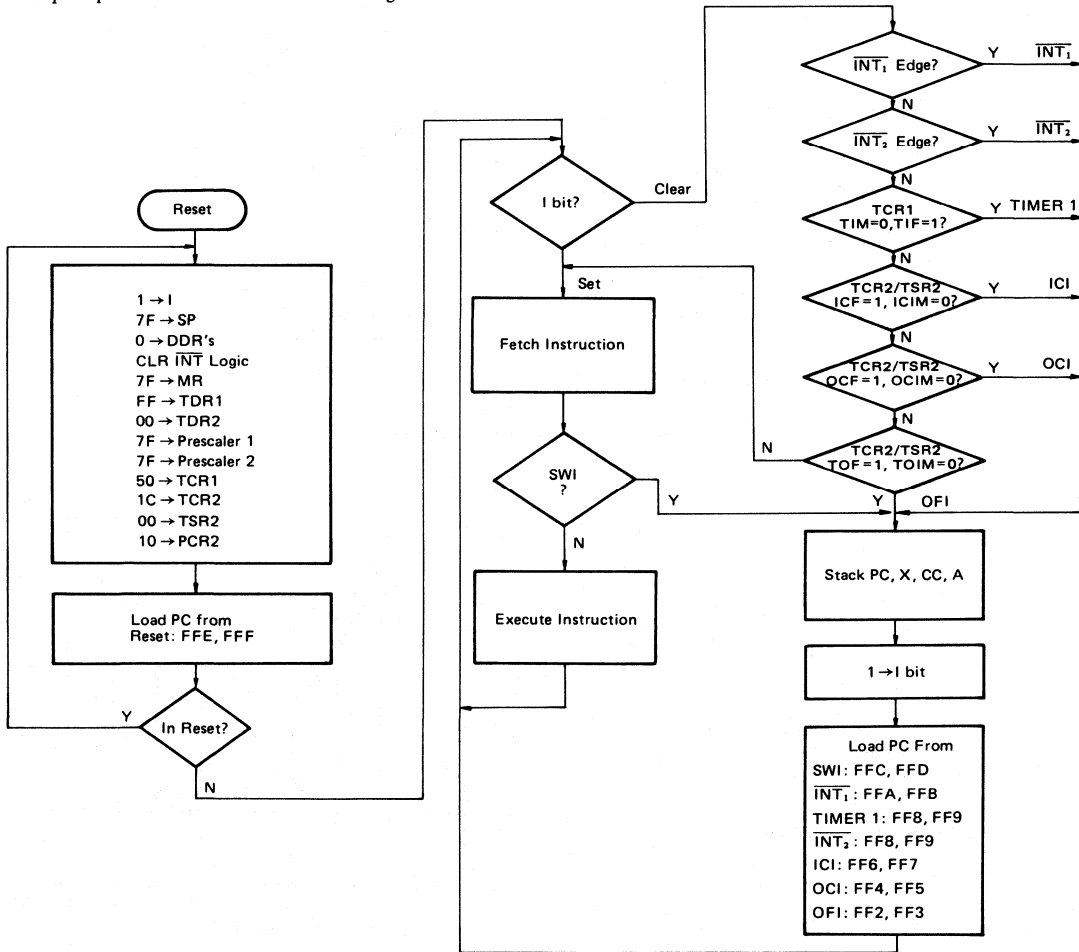 Reset
1→I
7F→SP
0→DDR's
CLR INT Logic
7F→MR
FF→TDR1
00→TDR2
7F→Prescaler 1
7F→Prescaler 2
50→TCR1
1C→TCR2
00→TSR2
10→PCR2
Load PC from
Reset: FFE, FFF
In Reset?
Y
N
I bit?
Clear
Set
Fetch Instruction
SWI
?
Y
N
Execute Instruction
INT₁ Edge?
Y
INT₁
N
INT₂ Edge?
Y
INT₂
N
TCR1
TIM=0,TIF=1?
Y
TIMER 1
N
TCR2/TSR2
ICF=1, ICIM=0?
Y
ICI
N
TCR2/TSR2
OCF=1, OCIM=0?
Y
OCI
N
TCR2/TSR2
TOF=1, TOIM=0?
N
Y
OFI
Stack PC, X, CC, A
1→I bit
Load PC From
SWI: FFC, FFD
INT₁: FFA, FFB
TIMER 1: FF8, FF9
INT₂: FF8, FF9
ICI: FF6, FF7
OCI: FF4, FF5
OFI: FF2, FF3